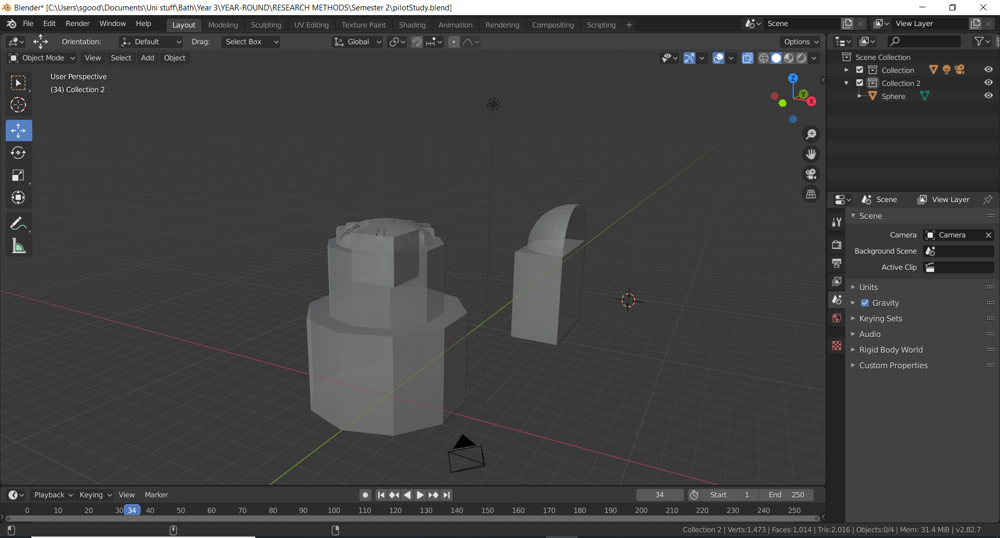 Blender* [C:\Users\sgood\Documents\Uni stuff\Bath\Year 3\YEAR-ROUND\RESEARCH METHODS\Semester 2\pilotStudy.blend]
File Edit Render Window Help Layout Modeling Sculpting UV Editing Texture Paint Shading Animation Rendering Compositing Scripting + Scene View Layer
Orientation: Default Drag: Select Box Global Options
Object Mode View Select Add Object
User Perspective
(34) Collection 2
Z
Y
X
Scene Collection
Collection
Collection 2
Sphere
Scene View Layer
Scene
Camera Camera
Background Scene
Active Clip
Units
Gravity
Keying Sets
Audio
Rigid Body World
Custom Properties
Playback Keying View Marker 34 Start 1 End 250
0 10 20 30 34 40 50 60 70 80 90 100 110 120 130 140 150 160 170 180 190 200 210 220 230 240 250
Collection 2 | Verts:1,473 | Faces:1,014 | Tris:2,016 | Objects:0/4 | Mem: 31.4 MiB | v2.82.7